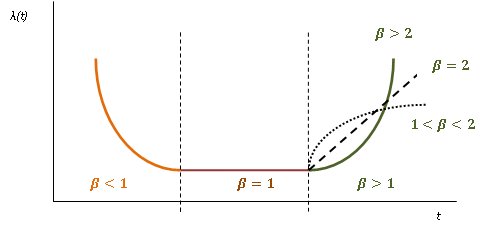 λ(t)
β > 2
β = 2
1 < β < 2
β < 1
β = 1
β > 1
t